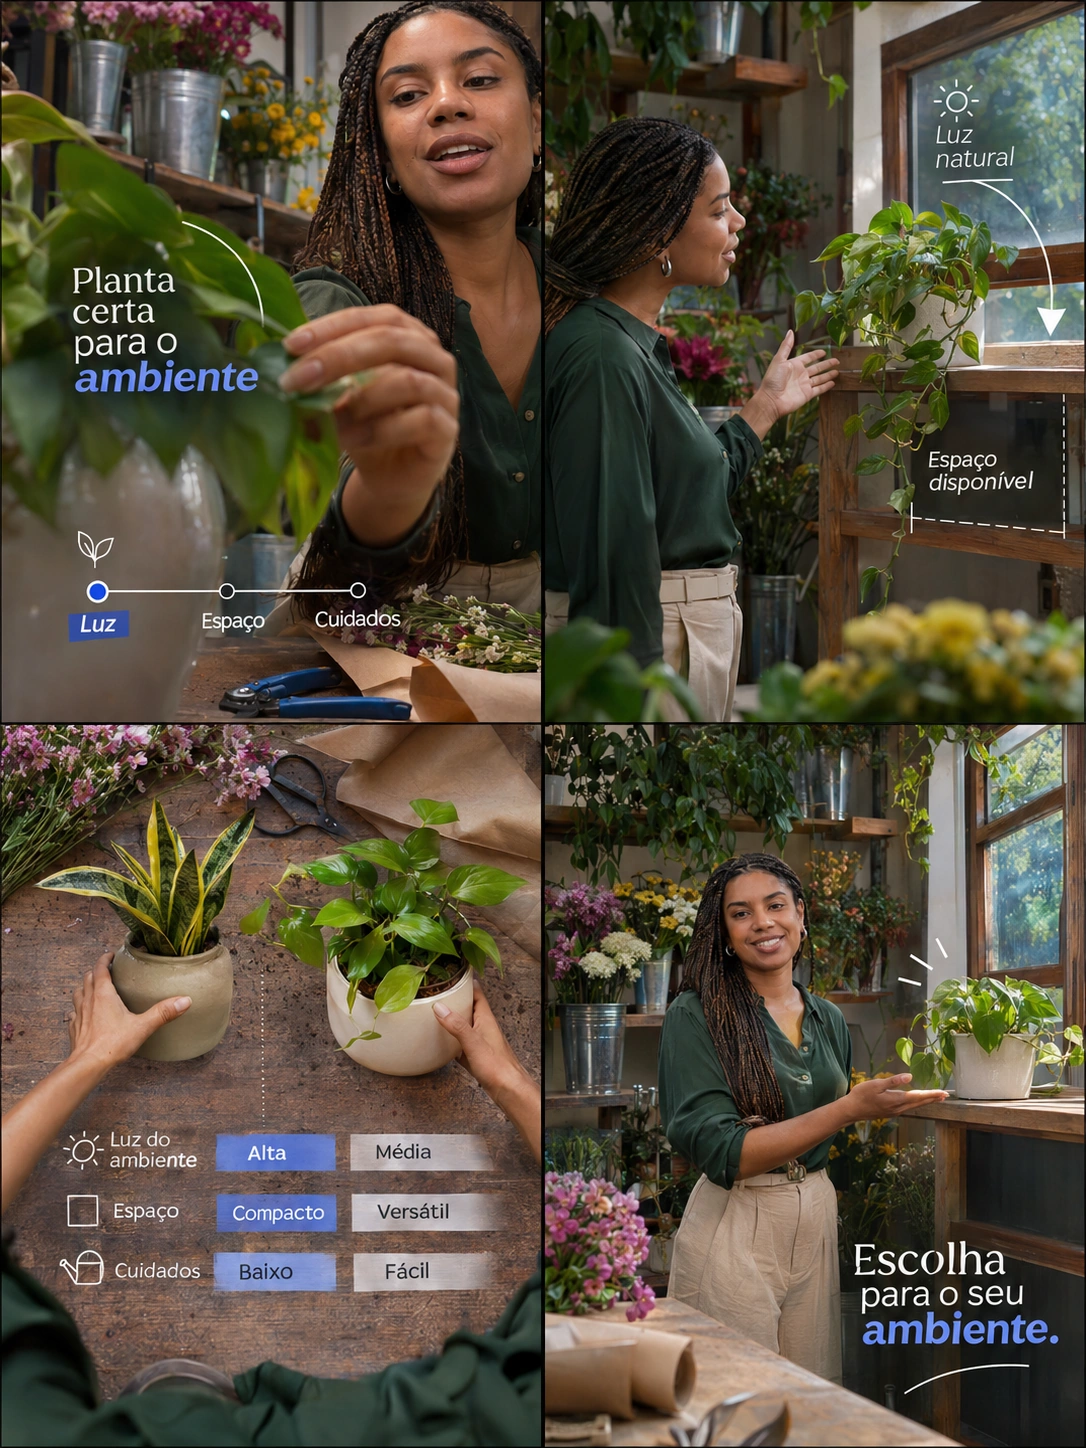 Planta
certa
para o
ambiente
Luz
Espaço
Cuidados
Luz
natural
Espaço
disponível
Luz do
ambiente
Alta
Média
Espaço
Compacto
Versátil
Cuidados
Baixo
Fácil
Escolha
para o seu
ambiente.